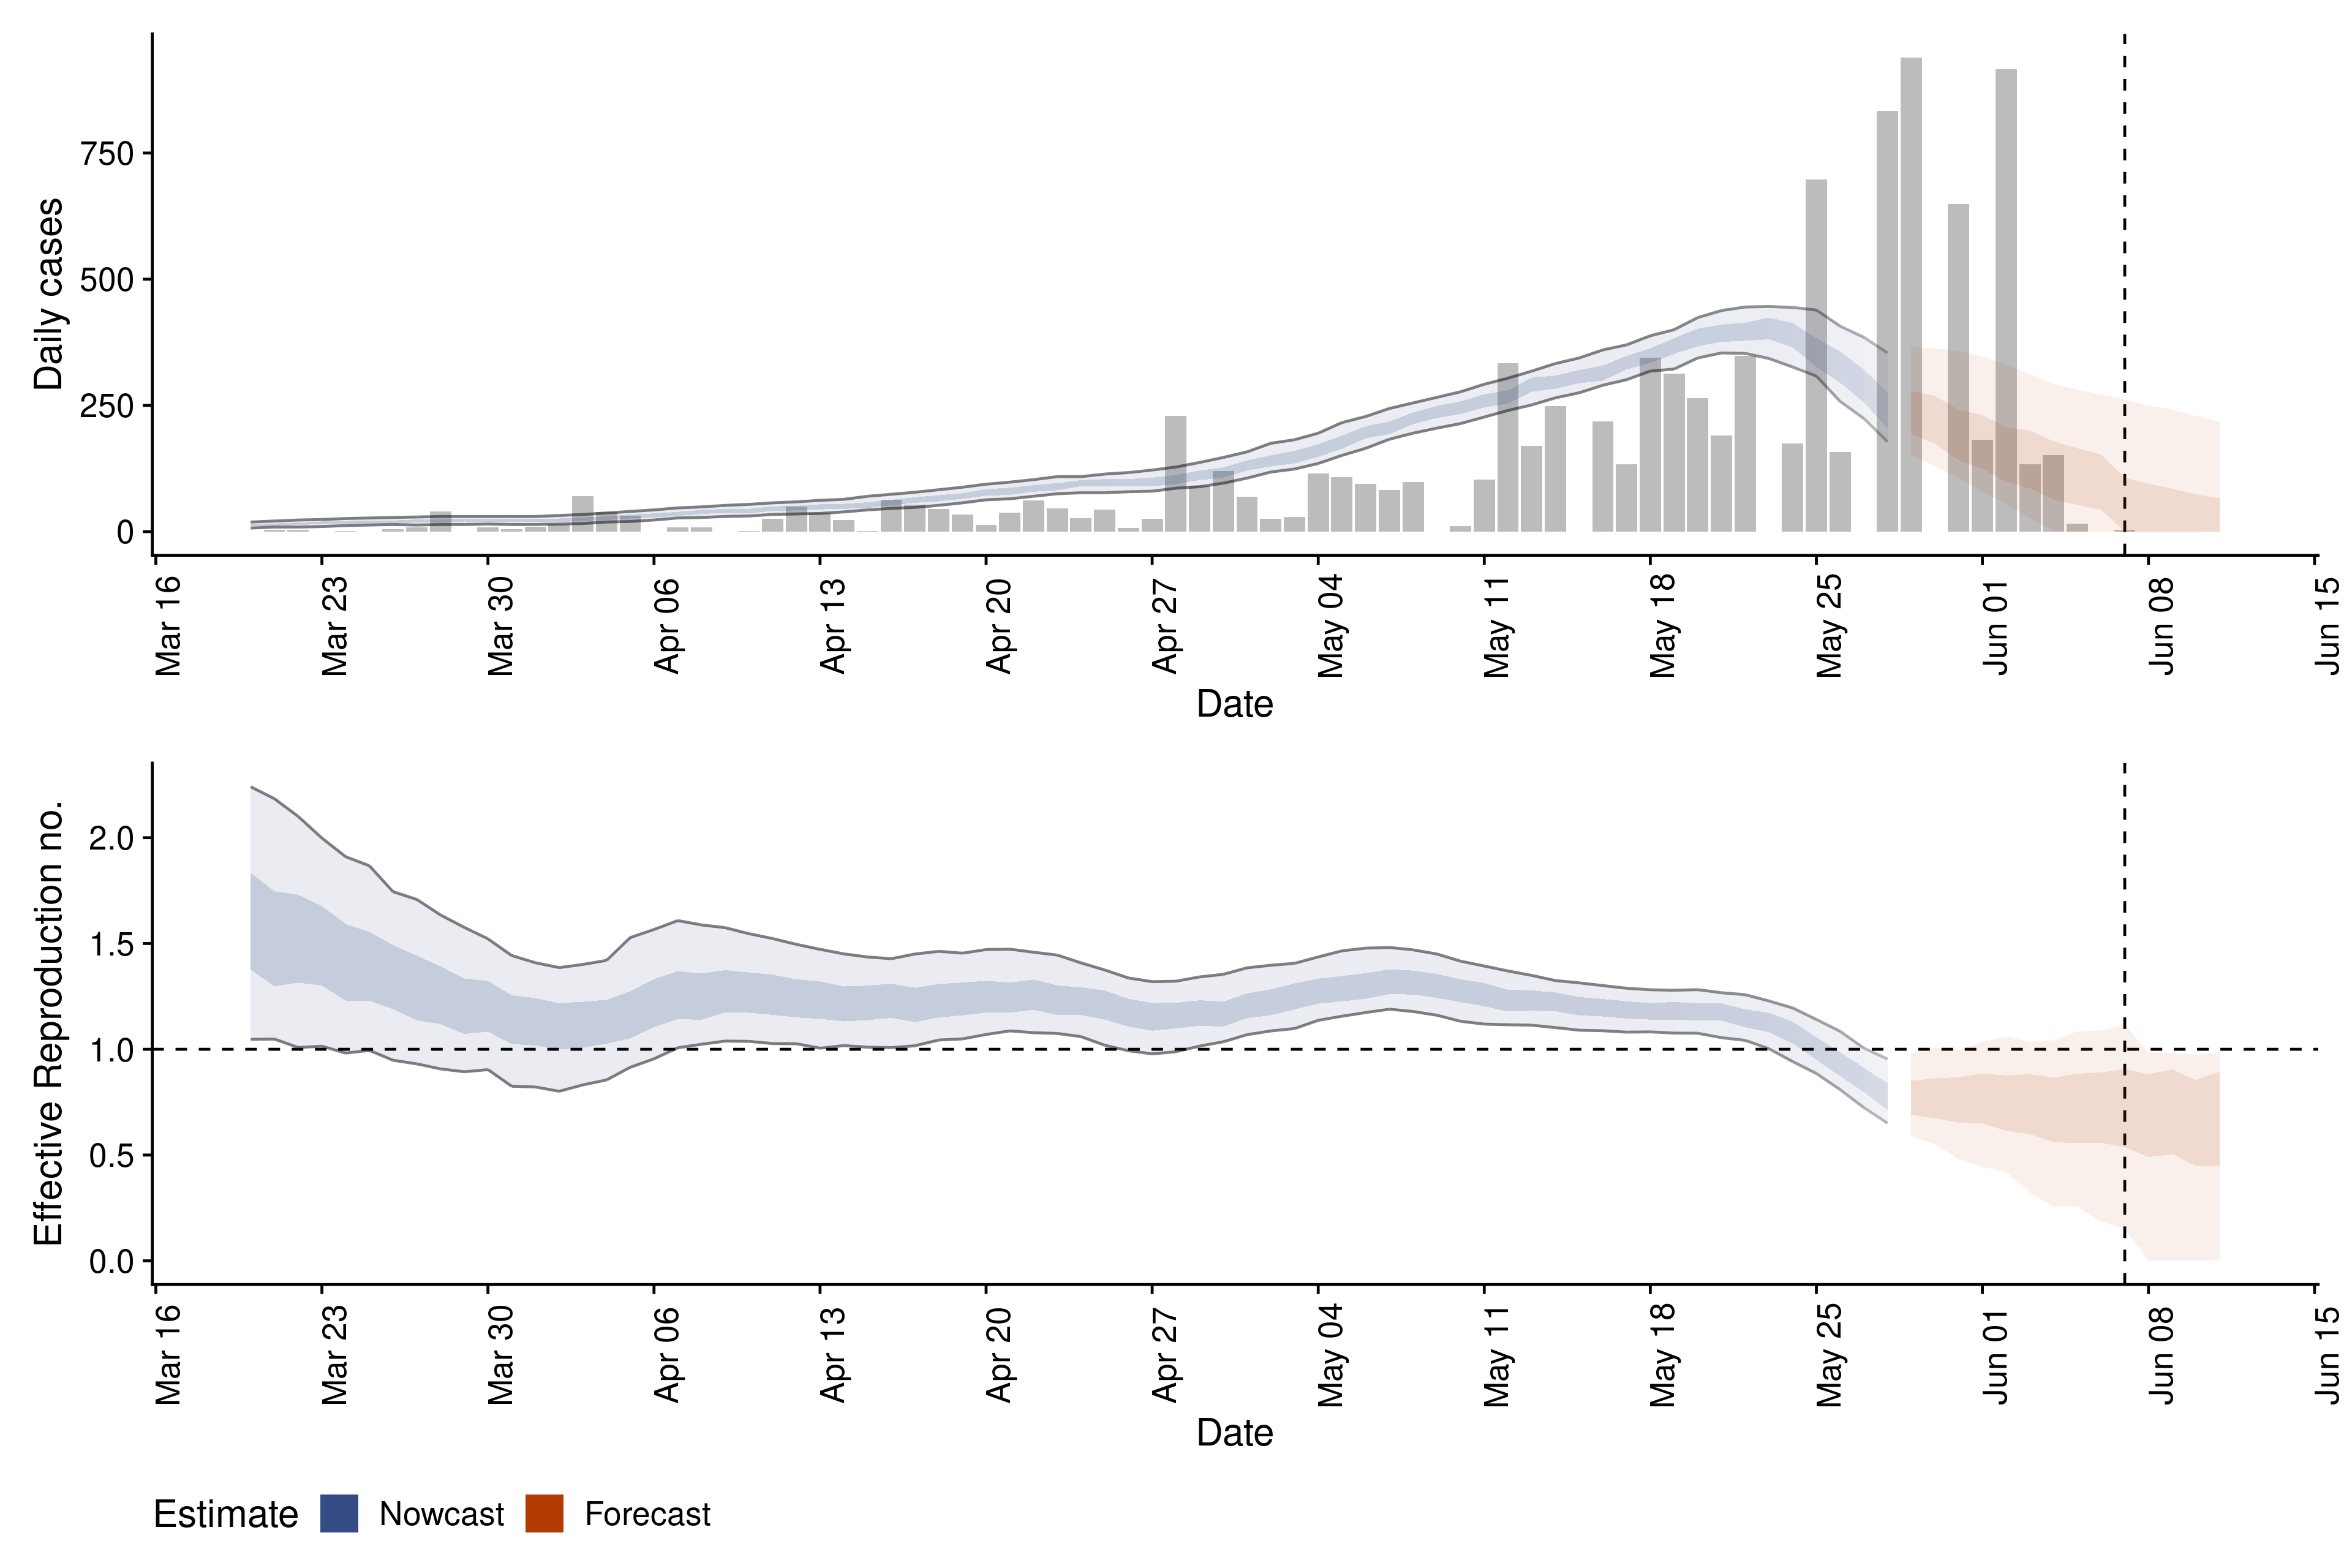 Daily cases
750
500
250
0
Mar 16
Mar 23
Mar 30
Apr 06
Apr 13
Apr 20
Apr 27
May 04
May 11
May 18
May 25
Jun 01
Jun 08
Jun 15
Date
Effective Reproduction no.
2.0
1.5
1.0
0.5
0.0
Mar 16
Mar 23
Mar 30
Apr 06
Apr 13
Apr 20
Apr 27
May 04
May 11
May 18
May 25
Jun 01
Jun 08
Jun 15
Date
Estimate Nowcast Forecast